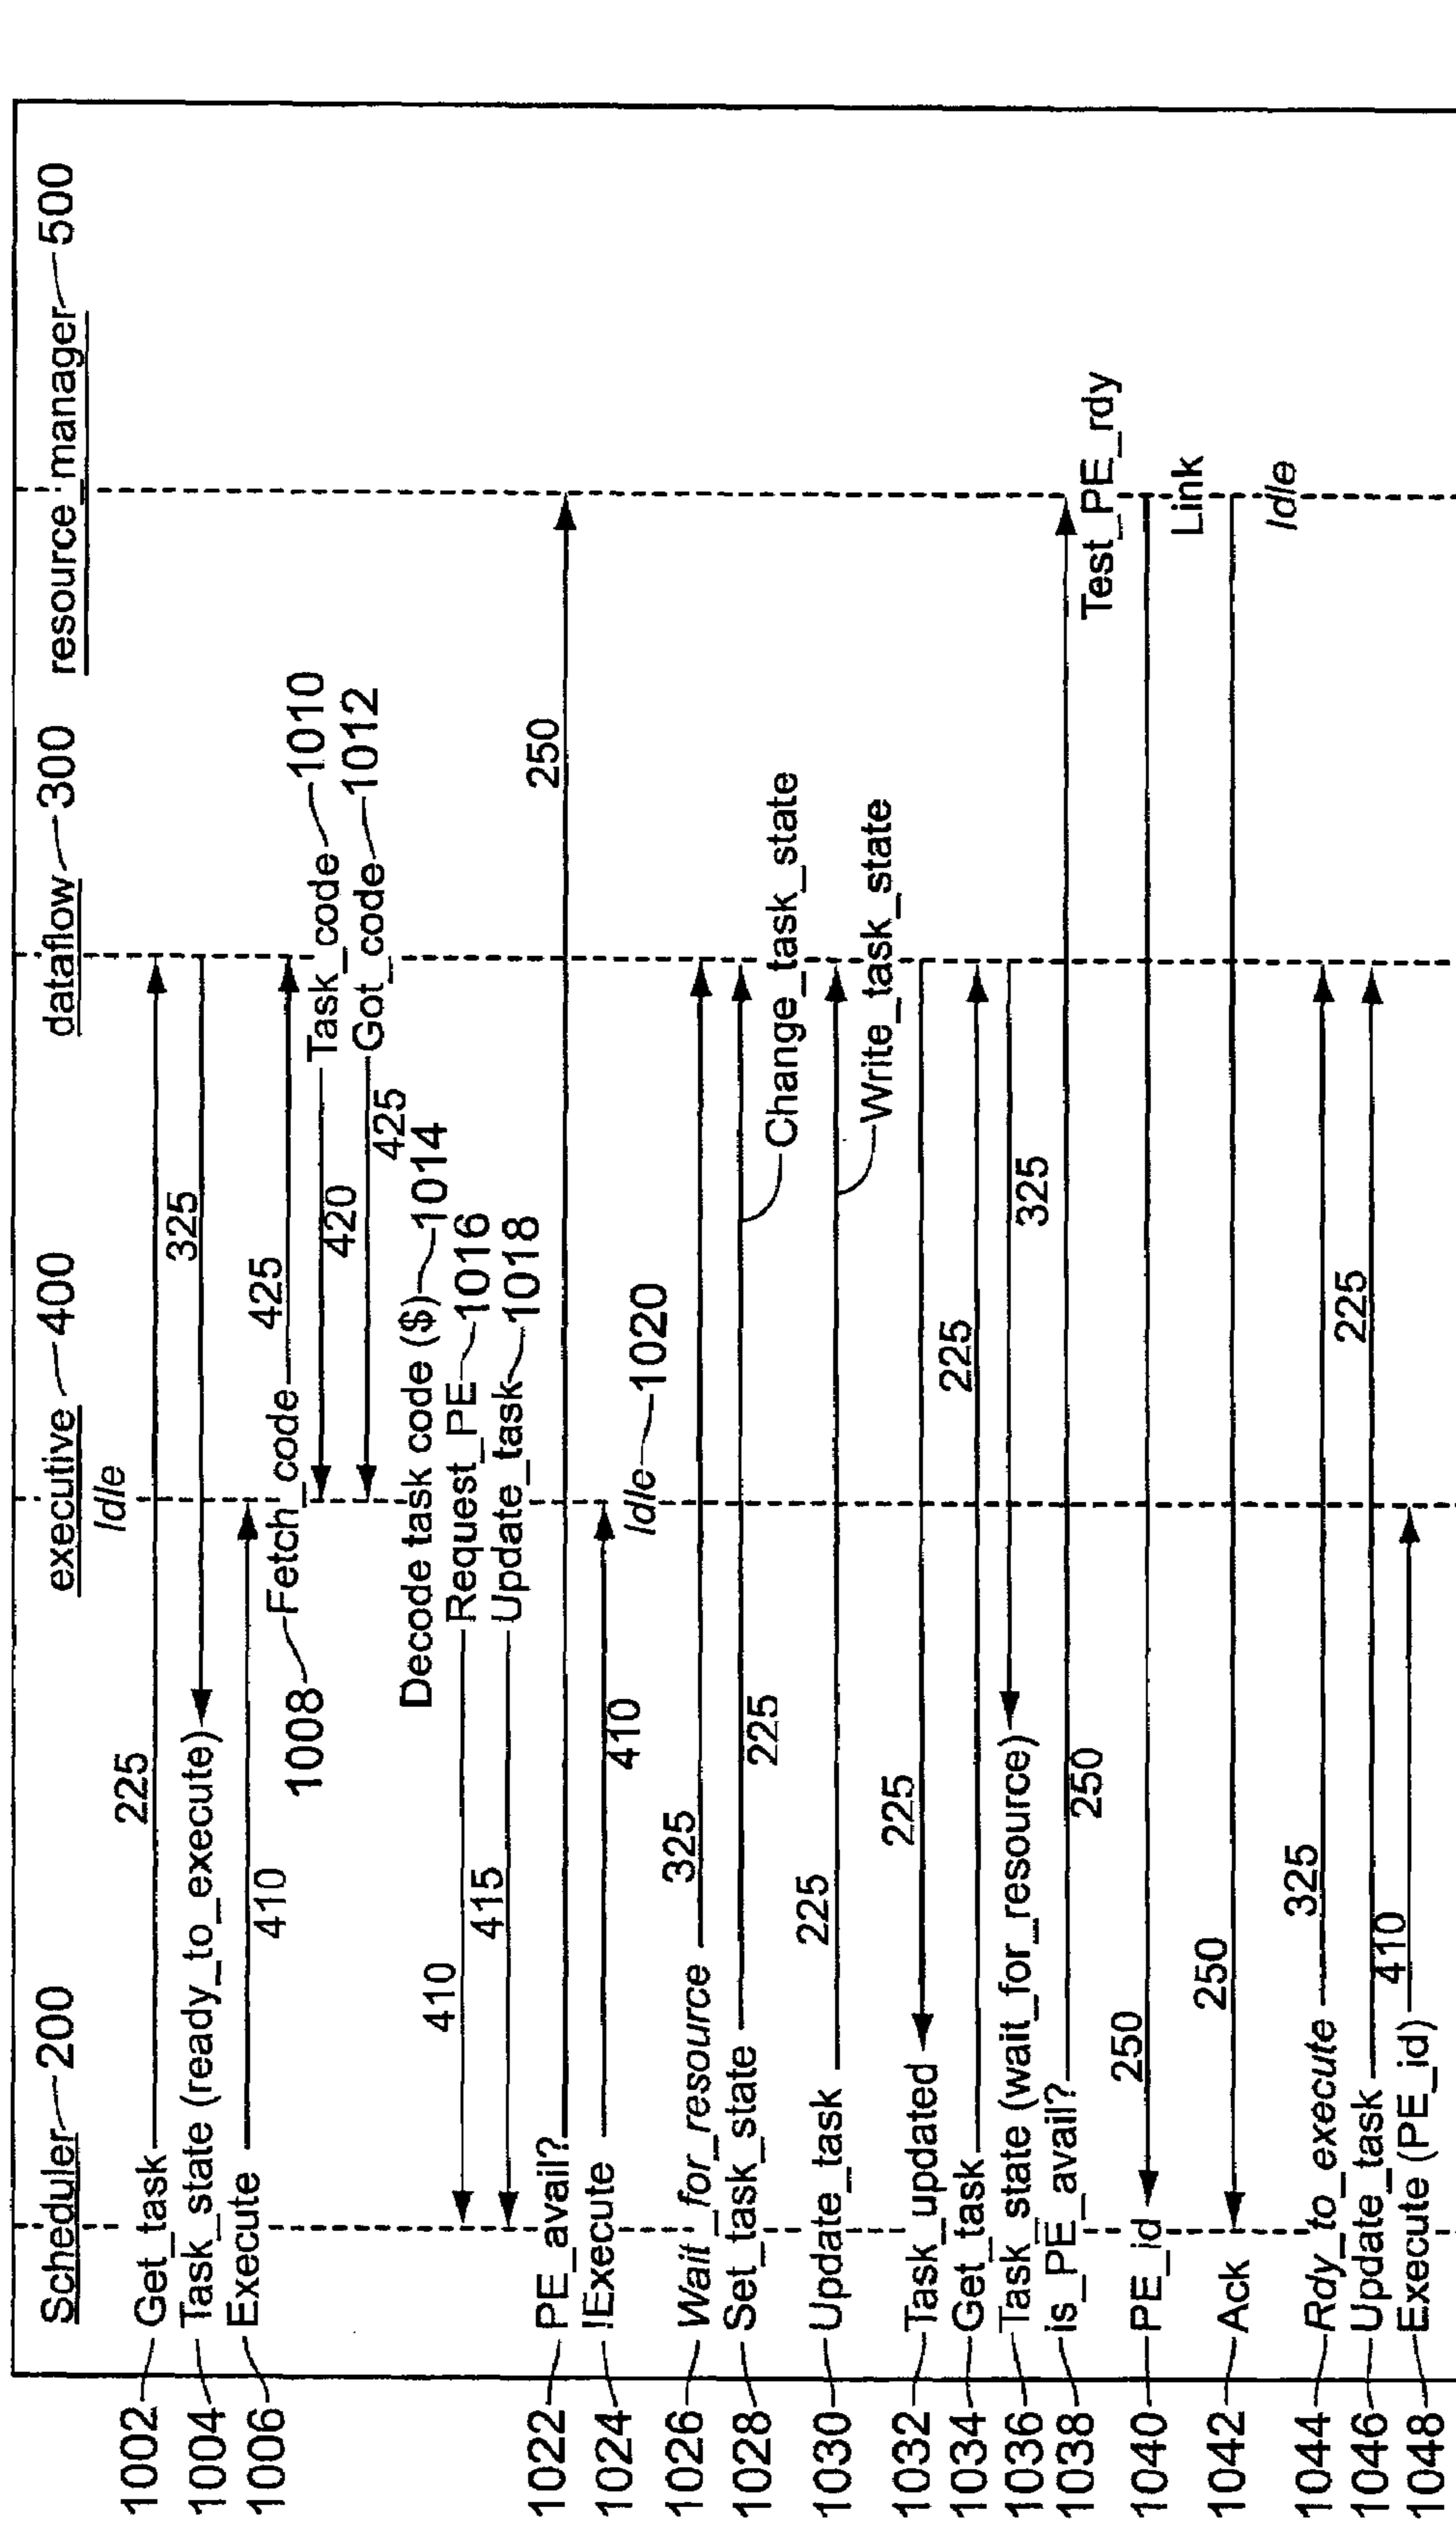 Scheduler 200 executive 400 dataflow 300 resource_manager 500
Idle
1002 Get_task 225
1004 Task_state (ready_to_execute) 325
1006 Execute 410
1008 Fetch_code 425
420 Task_code 1010
425 Got_code 1012
Decode task code ($) 1014
410 Request_PE 1016
415 Update_task 1018
1022 PE_avail? 250
1024 !Execute 410
Idle 1020
1026 Wait_for_resource 325
1028 Set_task_state 225
Change_task_state
1030 Update_task 225
Write_task_state
1032 Task_updated 225
1034 Get_task 225
1036 Task_state (wait_for_resource) 325
1038 is_PE_avail? 250
Test_PE_rdy
1040 PE_id 250
Link
1042 Ack 250
Idle
1044 Rdy_to_execute 325
1046 Update_task 225
1048 Execute (PE_id) 410